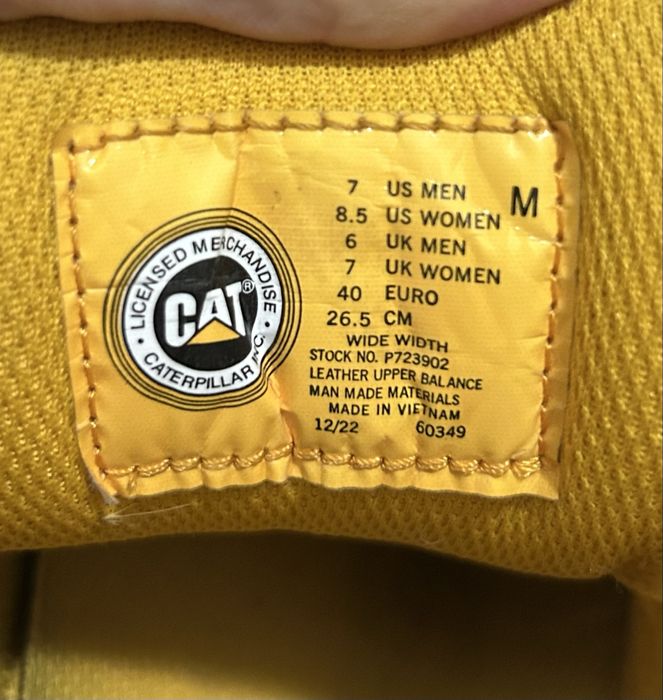 LICENSED MERCHANDISE
CAT®
CATERPILLAR INC.
M
7 US MEN
8.5 US WOMEN
6 UK MEN
7 UK WOMEN
40 EURO
26.5 CM
WIDE WIDTH
STOCK NO. P723902
LEATHER UPPER BALANCE
MAN MADE MATERIALS
MADE IN VIETNAM
12/22 60349